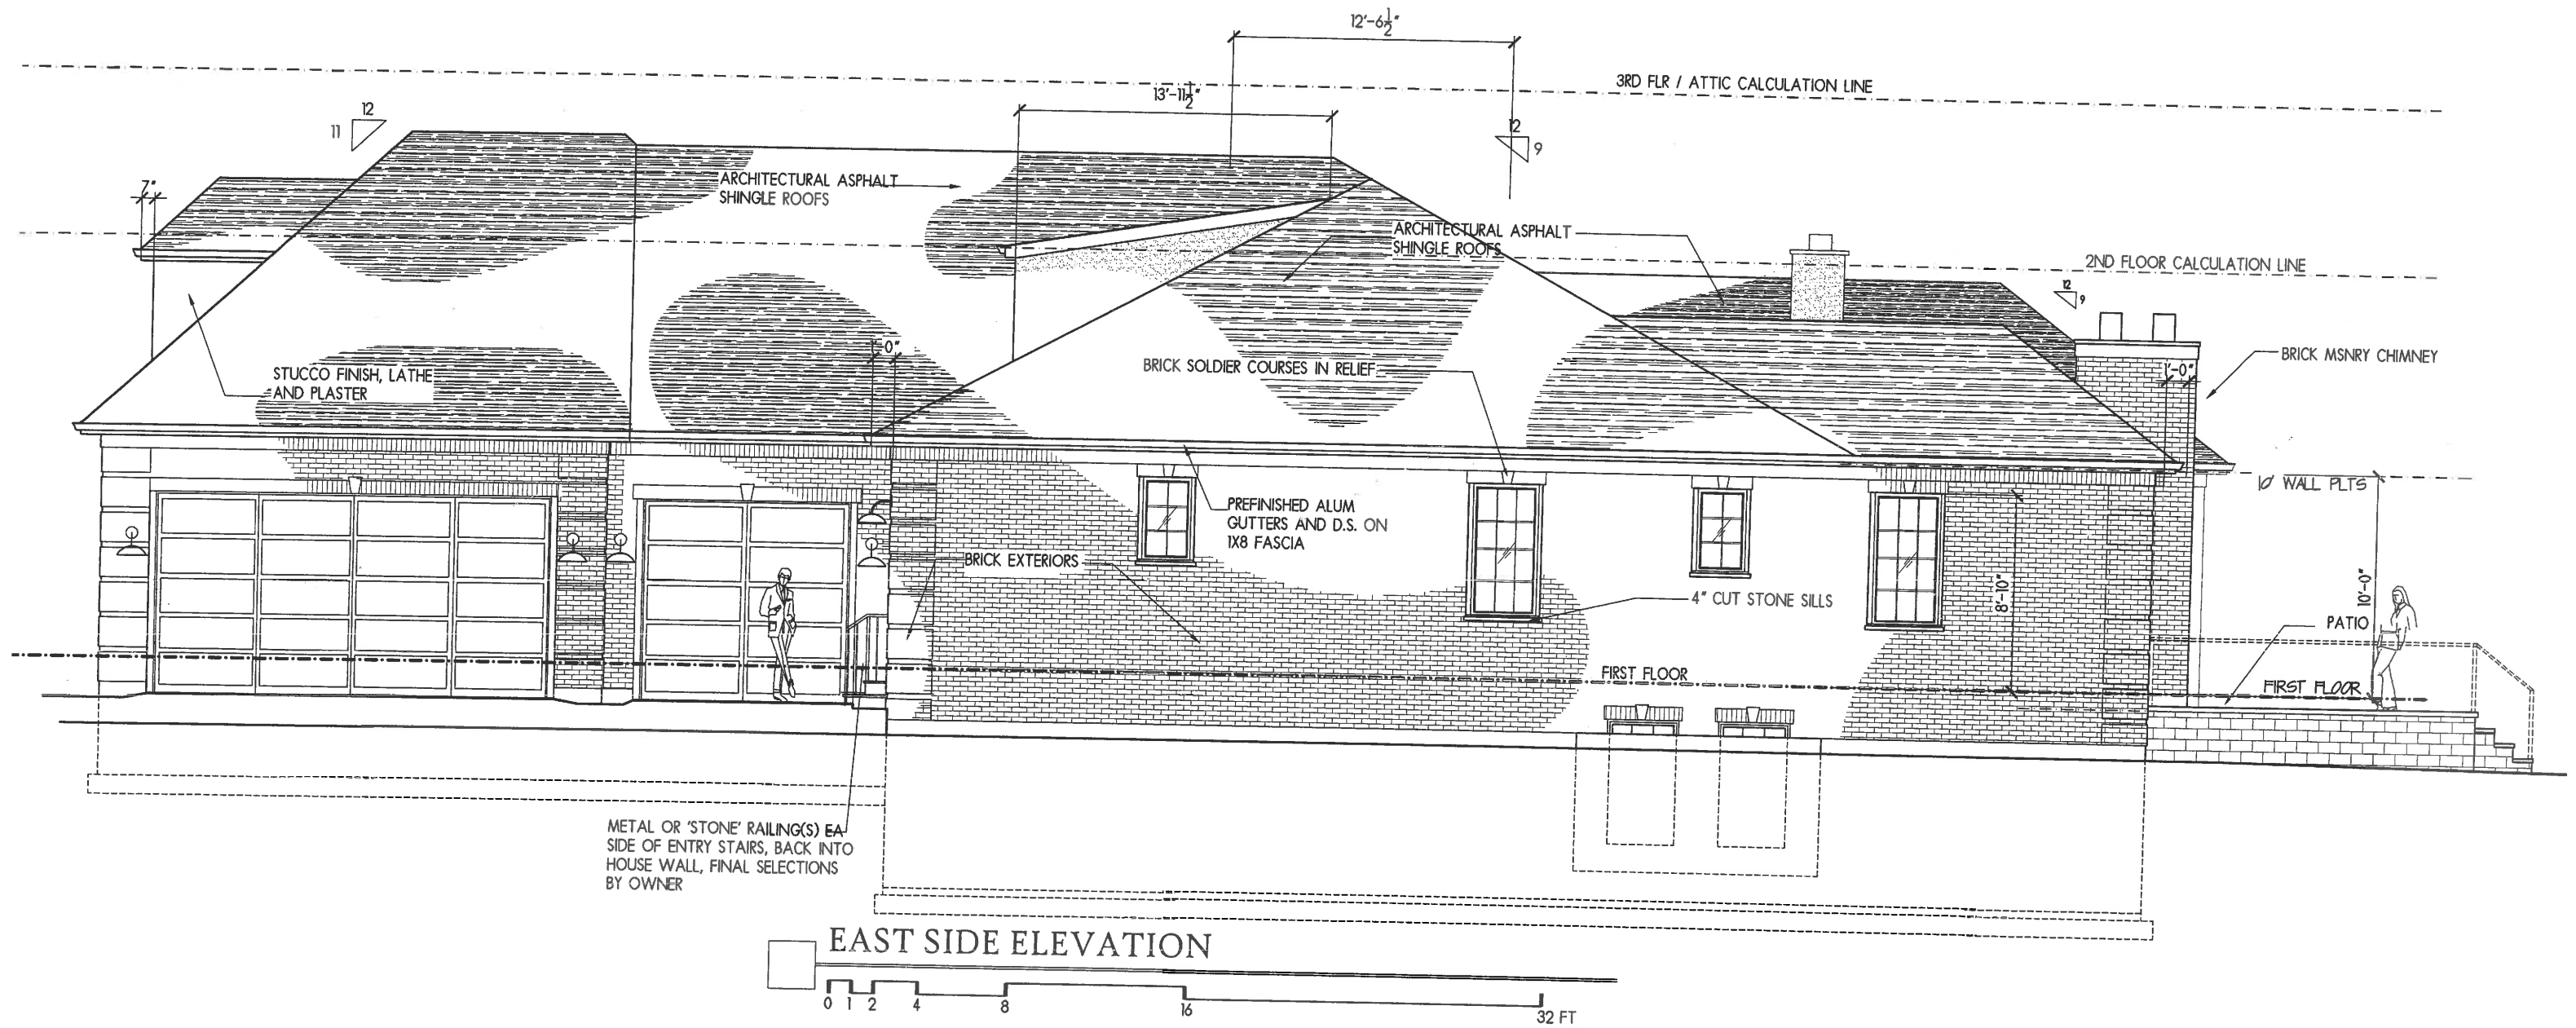 12'-6½"
3RD FLR / ATTIC CALCULATION LINE
13'-11½"
12
11
12
9
7"
ARCHITECTURAL ASPHALT
SHINGLE ROOFS
ARCHITECTURAL ASPHALT
SHINGLE ROOFS
2ND FLOOR CALCULATION LINE
12
9
1'-0"
BRICK SOLDIER COURSES IN RELIEF
BRICK MSNRY CHIMNEY
1'-0"
STUCCO FINISH, LATHE
AND PLASTER
10' WALL PLTS
PREFINISHED ALUM
GUTTERS AND D.S. ON
1X8 FASCIA
BRICK EXTERIORS
8'-10"
10'-0"
4" CUT STONE SILLS
PATIO
FIRST FLOOR
FIRST FLOOR
METAL OR 'STONE' RAILING(S) EA
SIDE OF ENTRY STAIRS, BACK INTO
HOUSE WALL, FINAL SELECTIONS
BY OWNER
EAST SIDE ELEVATION
0 1 2 4 8 16 32 FT